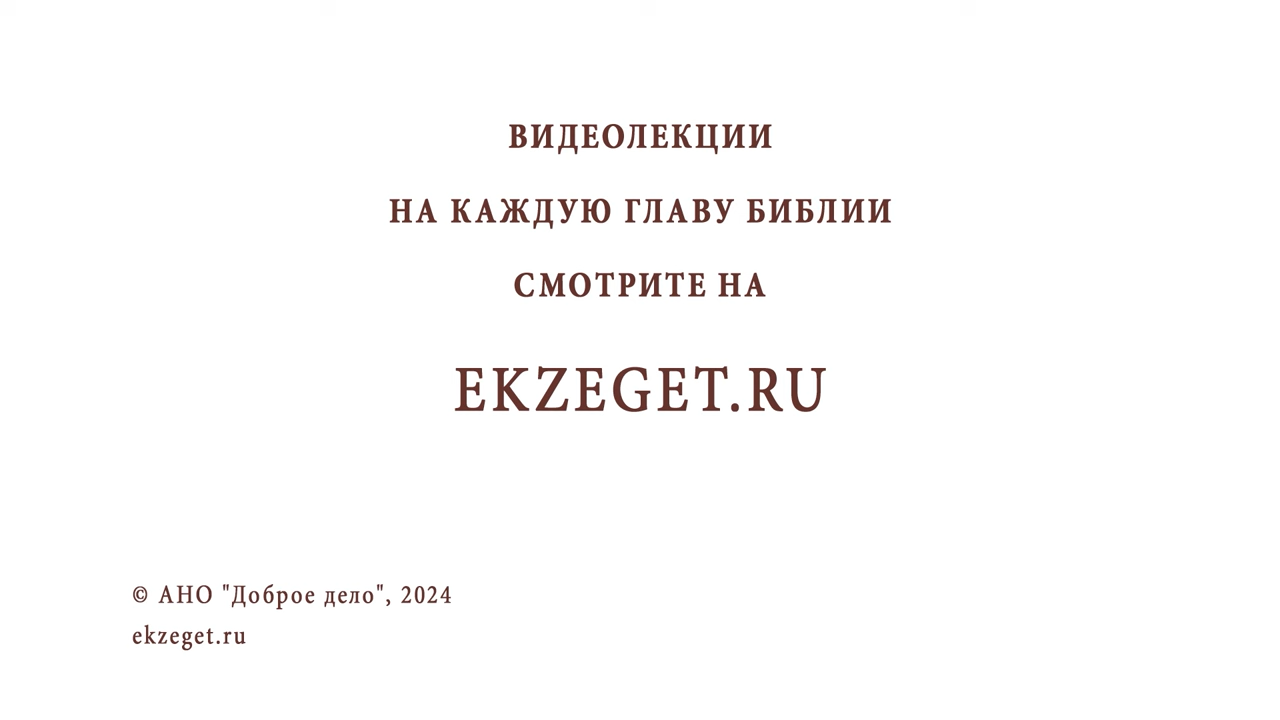 ВИДЕОЛЕКЦИИ
НА КАЖДУЮ ГЛАВУ БИБЛИИ
СМОТРИТЕ НА
EKZEGET.RU
© АНО "Доброе дело", 2024
ekzeget.ru